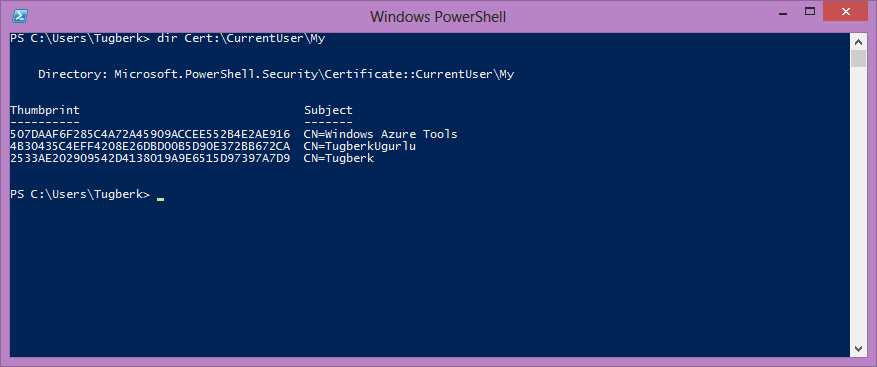 Windows PowerShell
PS C:\Users\Tugberk> dir Cert:\CurrentUser\My
Directory: Microsoft.PowerShell.Security\Certificate::CurrentUser\My
Thumbprint Subject
---------- -------
507DAAF6F285C4A72A45909ACCEE552B4E2AE916 CN=Windows Azure Tools
4B30435C4EFF4208E26DBD00B5D90E372BB672CA CN=TugberkUgurlu
2533AE202909542D4138019A9E6515D97397A7D9 CN=Tugberk
PS C:\Users\Tugberk>